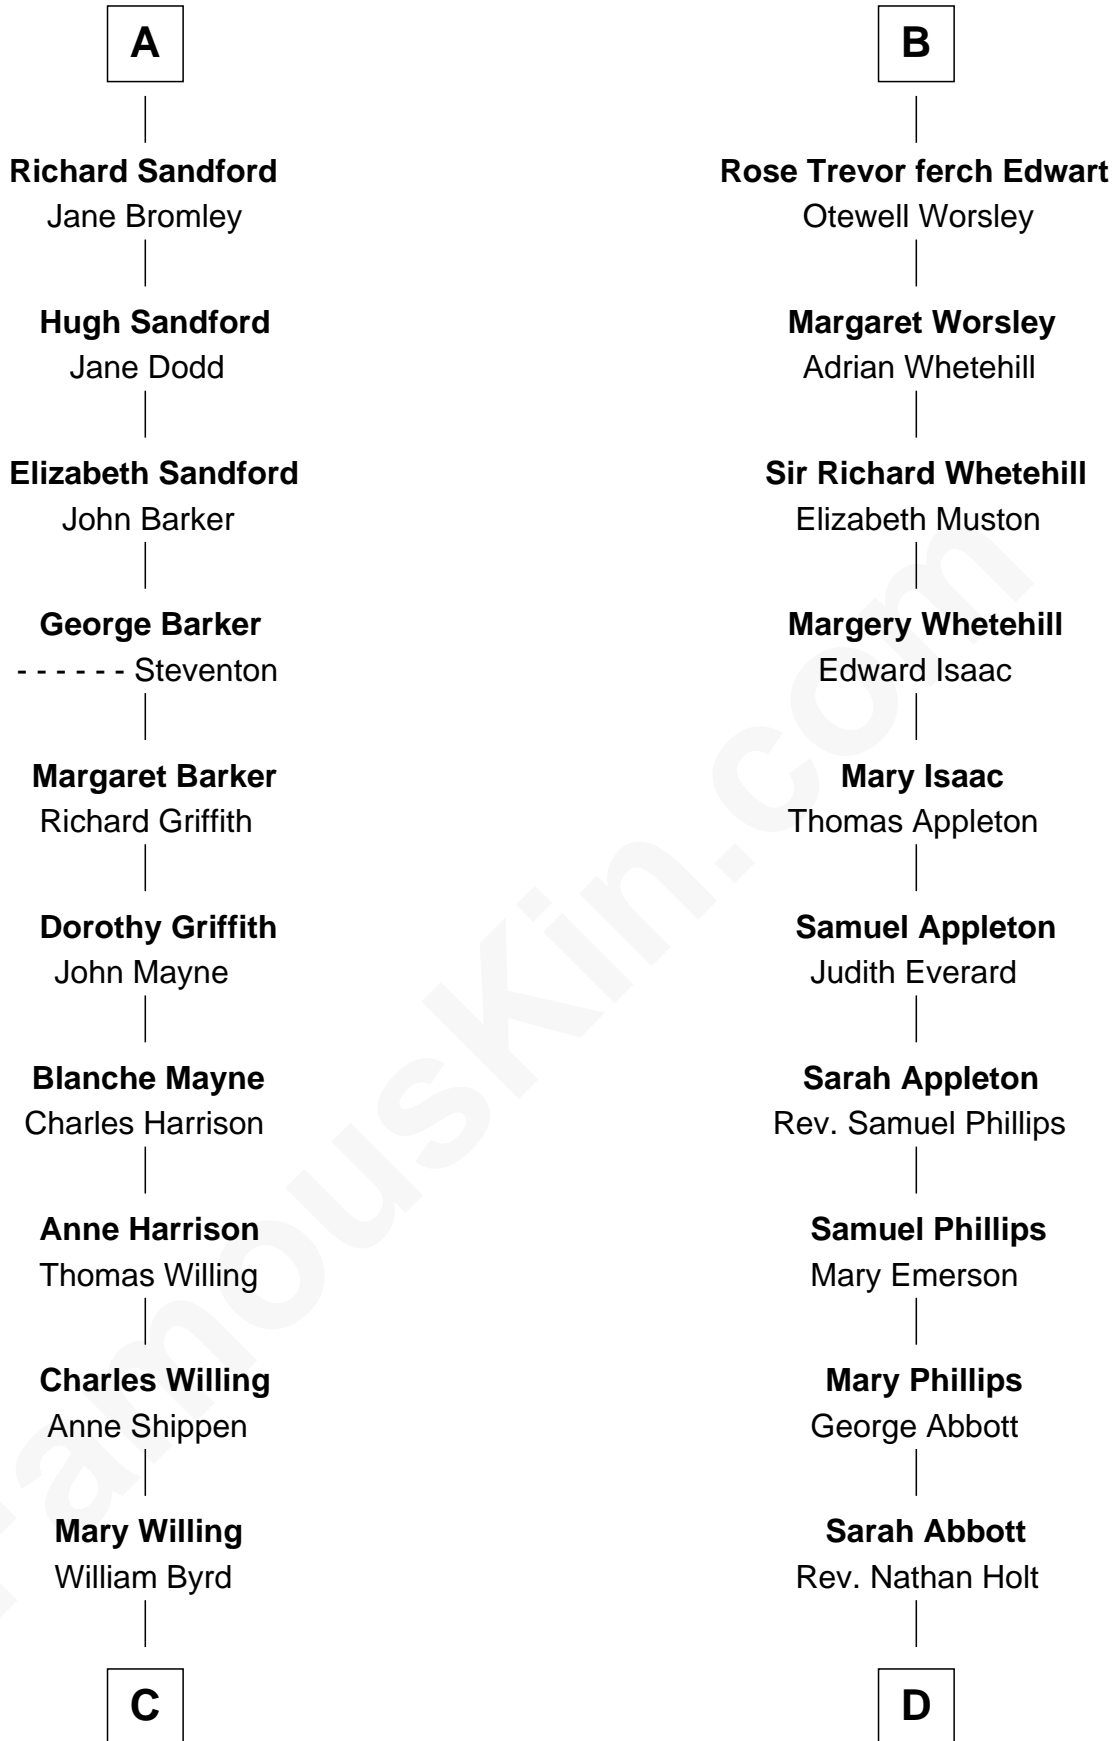 A
Richard Sandford
Jane Bromley
Hugh Sandford
Jane Dodd
Elizabeth Sandford
John Barker
George Barker
- - - - - - Steventon
Margaret Barker
Richard Griffith
Dorothy Griffith
John Mayne
Blanche Mayne
Charles Harrison
Anne Harrison
Thomas Willing
Charles Willing
Anne Shippen
Mary Willing
William Byrd
C
B
Rose Trevor ferch Edwart
Otewell Worsley
Margaret Worsley
Adrian Whetehill
Sir Richard Whetehill
Elizabeth Muston
Margery Whetehill
Edward Isaac
Mary Isaac
Thomas Appleton
Samuel Appleton
Judith Everard
Sarah Appleton
Rev. Samuel Phillips
Samuel Phillips
Mary Emerson
Mary Phillips
George Abbott
Sarah Abbott
Rev. Nathan Holt
D
FamousKin.com